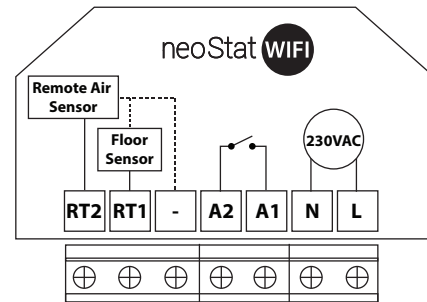 neoStat WIFI
Remote Air
Sensor
Floor
Sensor
230VAC
RT2 RT1 - A2 A1 N L